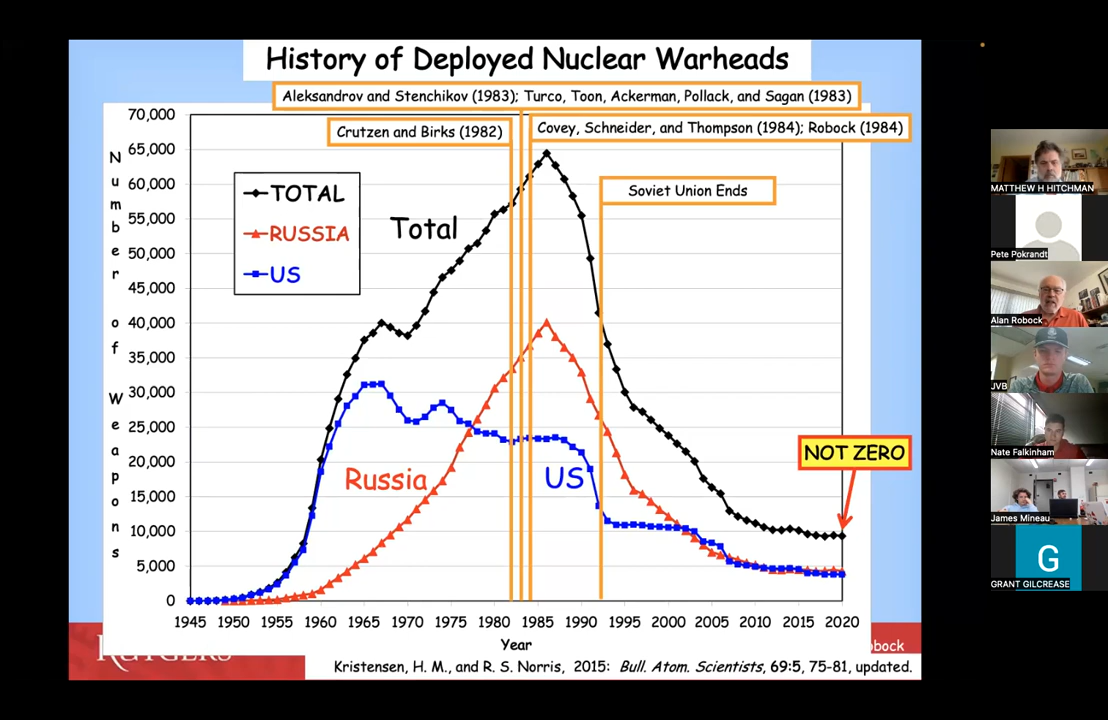 History of Deployed Nuclear Warheads
Aleksandrov and Stenchikov (1983); Turco, Toon, Ackerman, Pollack, and Sagan (1983)
Crutzen and Birks (1982)
Covey, Schneider, and Thompson (1984); Robock (1984)
Soviet Union Ends
Number of Weapons
70,000
65,000
60,000
55,000
50,000
45,000
40,000
35,000
30,000
25,000
20,000
15,000
10,000
5,000
0
TOTAL
RUSSIA
US
Total
Russia
US
NOT ZERO
1945 1950 1955 1960 1965 1970 1975 1980 1985 1990 1995 2000 2005 2010 2015 2020
Year
RUTGERS
obock
Kristensen, H. M., and R. S. Norris, 2015: Bull. Atom. Scientists, 69:5, 75-81, updated.
MATTHEW H HITCHMAN
Pete Pokrandt
Alan Robock
JVB
Nate Falkinham
James Mineau
G
GRANT GILCREASE